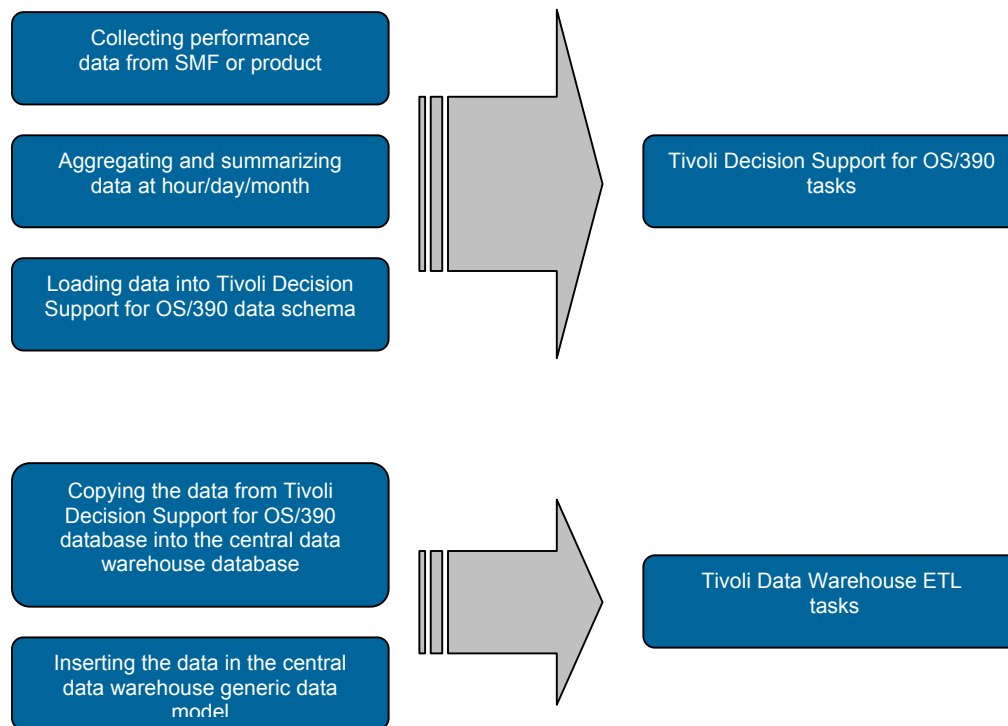 Collecting performance
data from SMF or product
Aggregating and summarizing
data at hour/day/month
Loading data into Tivoli Decision
Support for OS/390 data schema
Tivoli Decision Support for OS/390
tasks
Copying the data from Tivoli
Decision Support for OS/390
database into the central data
warehouse database
Inserting the data in the central
data warehouse generic data
model
Tivoli Data Warehouse ETL
tasks